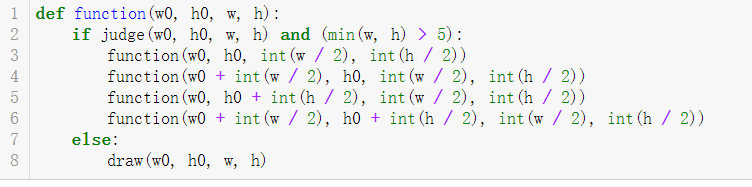 1 def function(w0, h0, w, h):
2     if judge(w0, h0, w, h) and (min(w, h) > 5):
3         function(w0, h0, int(w / 2), int(h / 2))
4         function(w0 + int(w / 2), h0, int(w / 2), int(h / 2))
5         function(w0, h0 + int(h / 2), int(w / 2), int(h / 2))
6         function(w0 + int(w / 2), h0 + int(h / 2), int(w / 2), int(h / 2))
7     else:
8         draw(w0, h0, w, h)